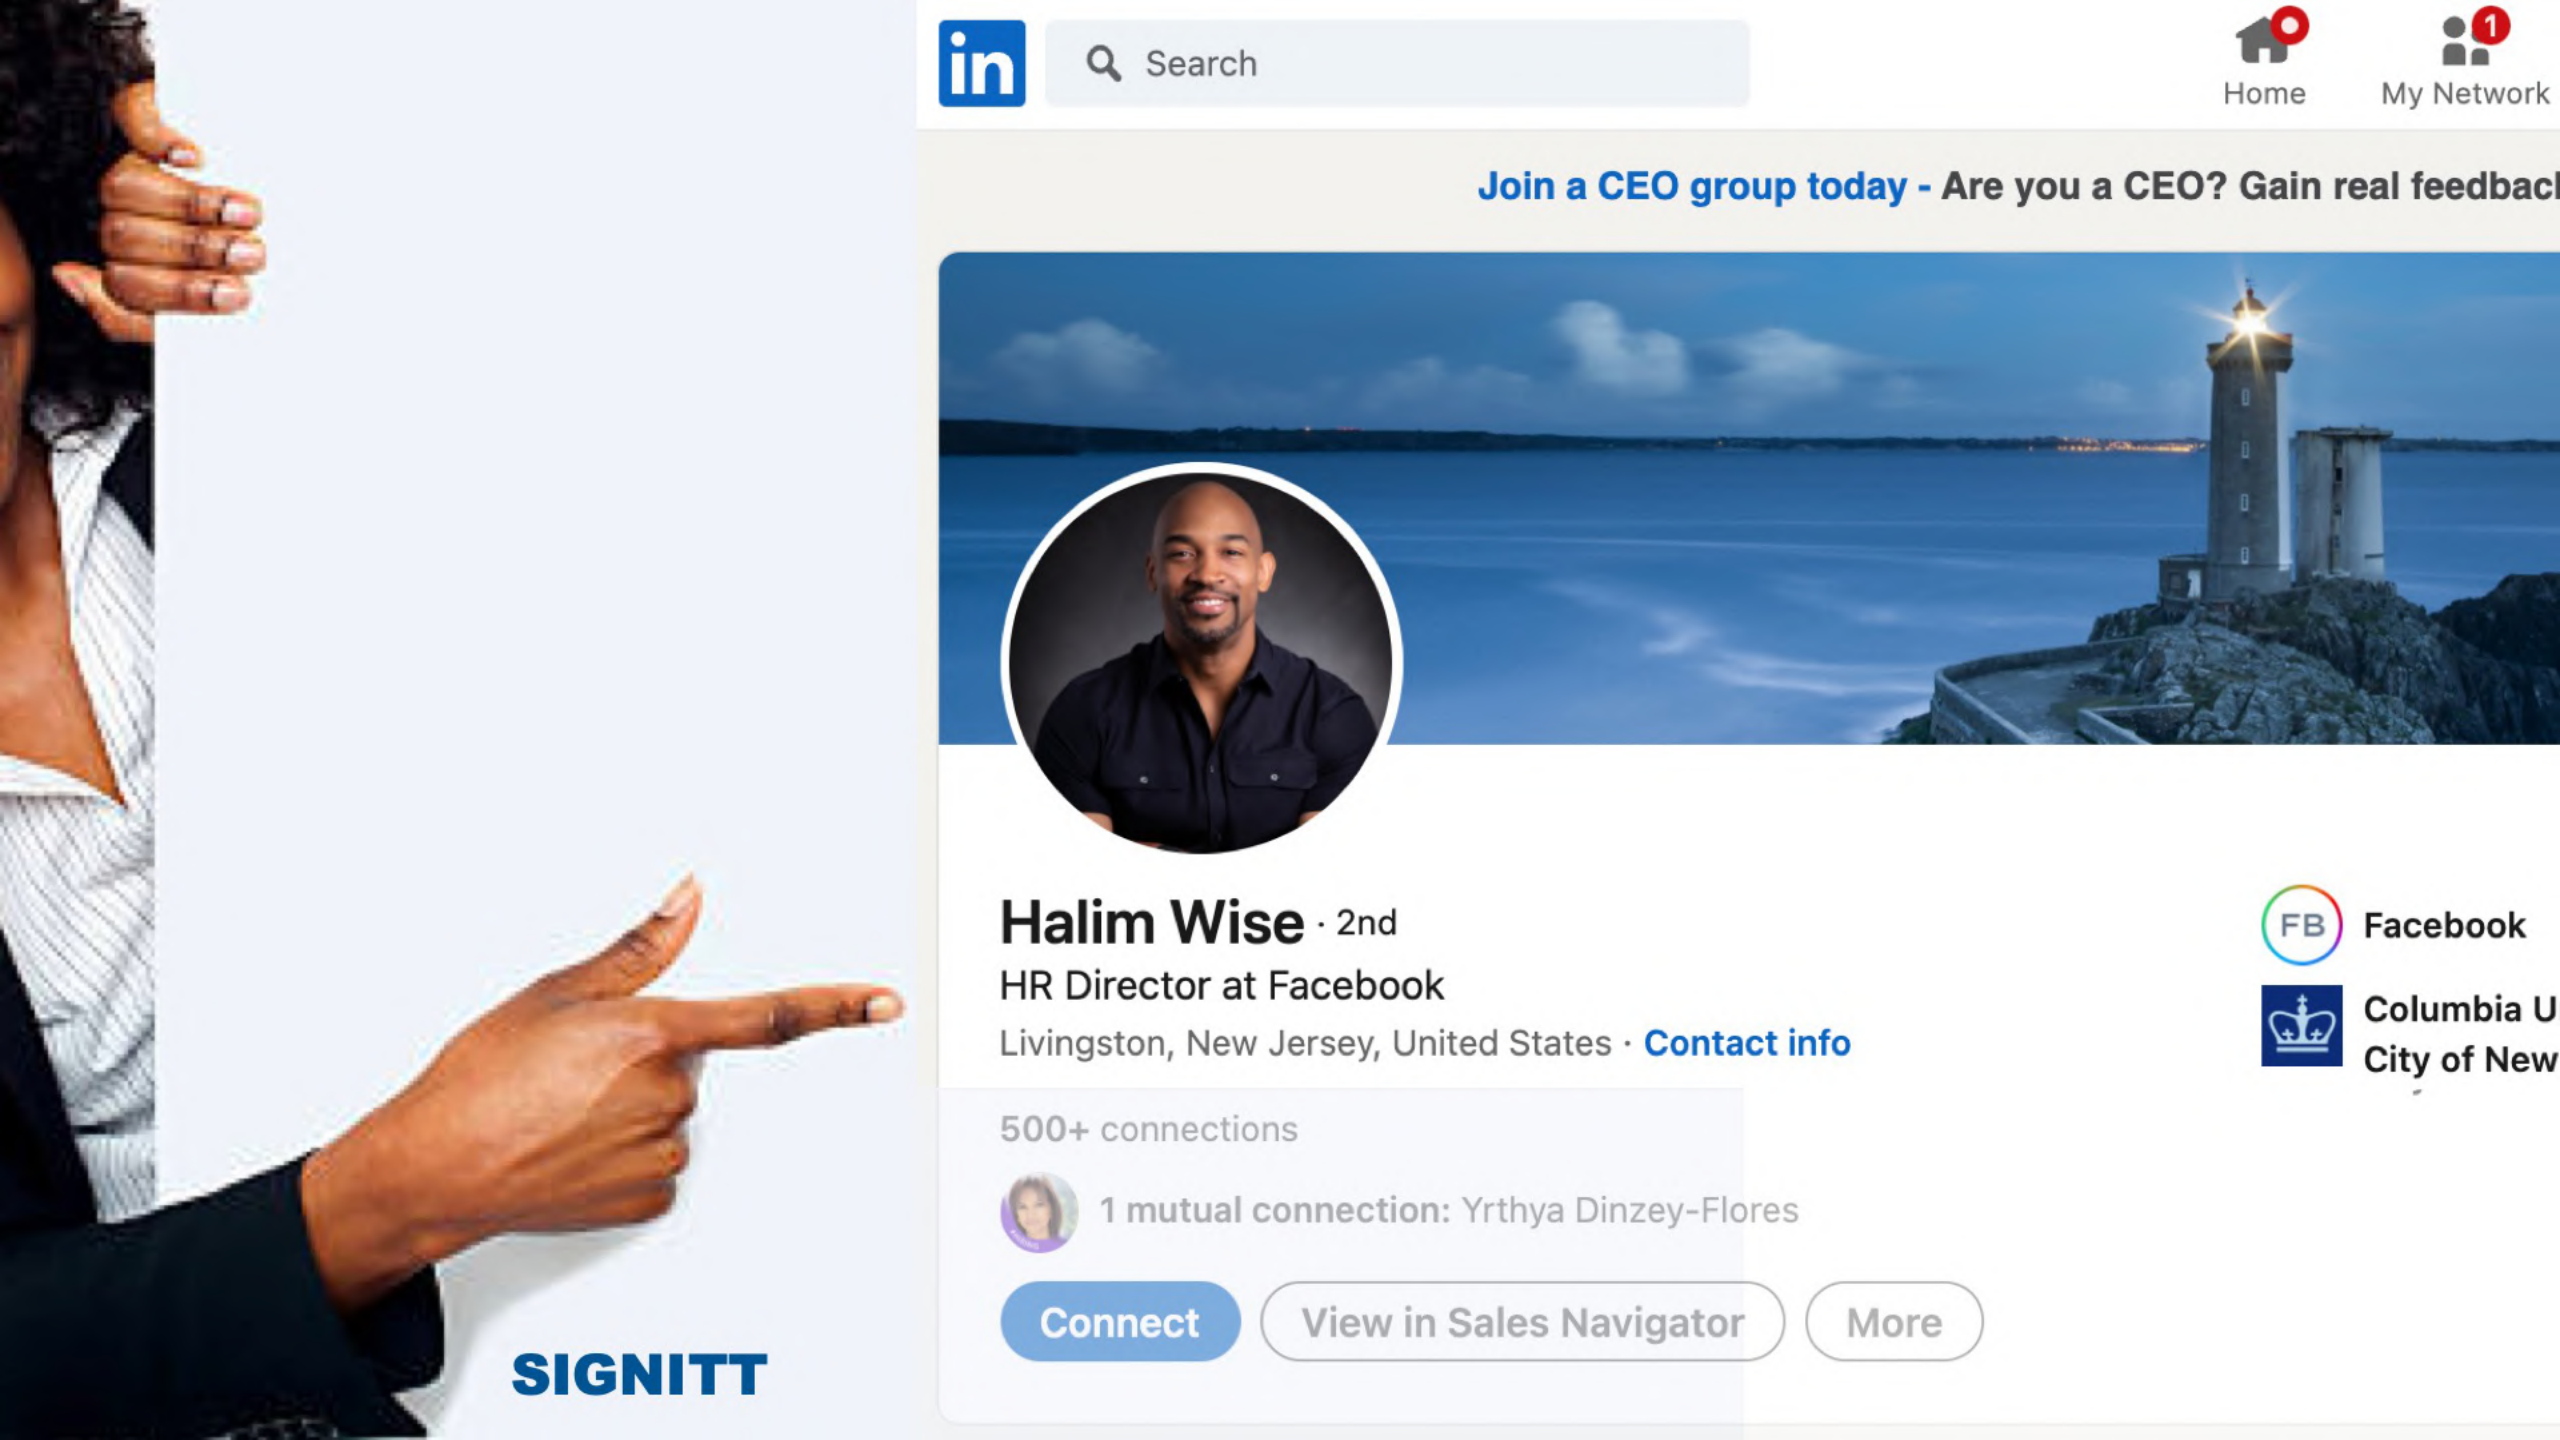 in
Search
Home
1
My Network
Join a CEO group today - Are you a CEO? Gain real feedbac
Halim Wise · 2nd
HR Director at Facebook
Livingston, New Jersey, United States · Contact info
FB Facebook
Columbia U
City of New
500+ connections
1 mutual connection: Yrthya Dinzey-Flores
Connect
View in Sales Navigator
More
SIGNITT